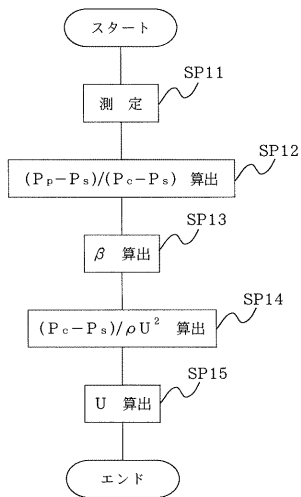 スタート
SP11
測 定
SP12
(Pp−Ps)/(Pc−Ps) 算出
SP13
β 算出
SP14
(Pc−Ps)/ρU² 算出
SP15
U 算出
エンド